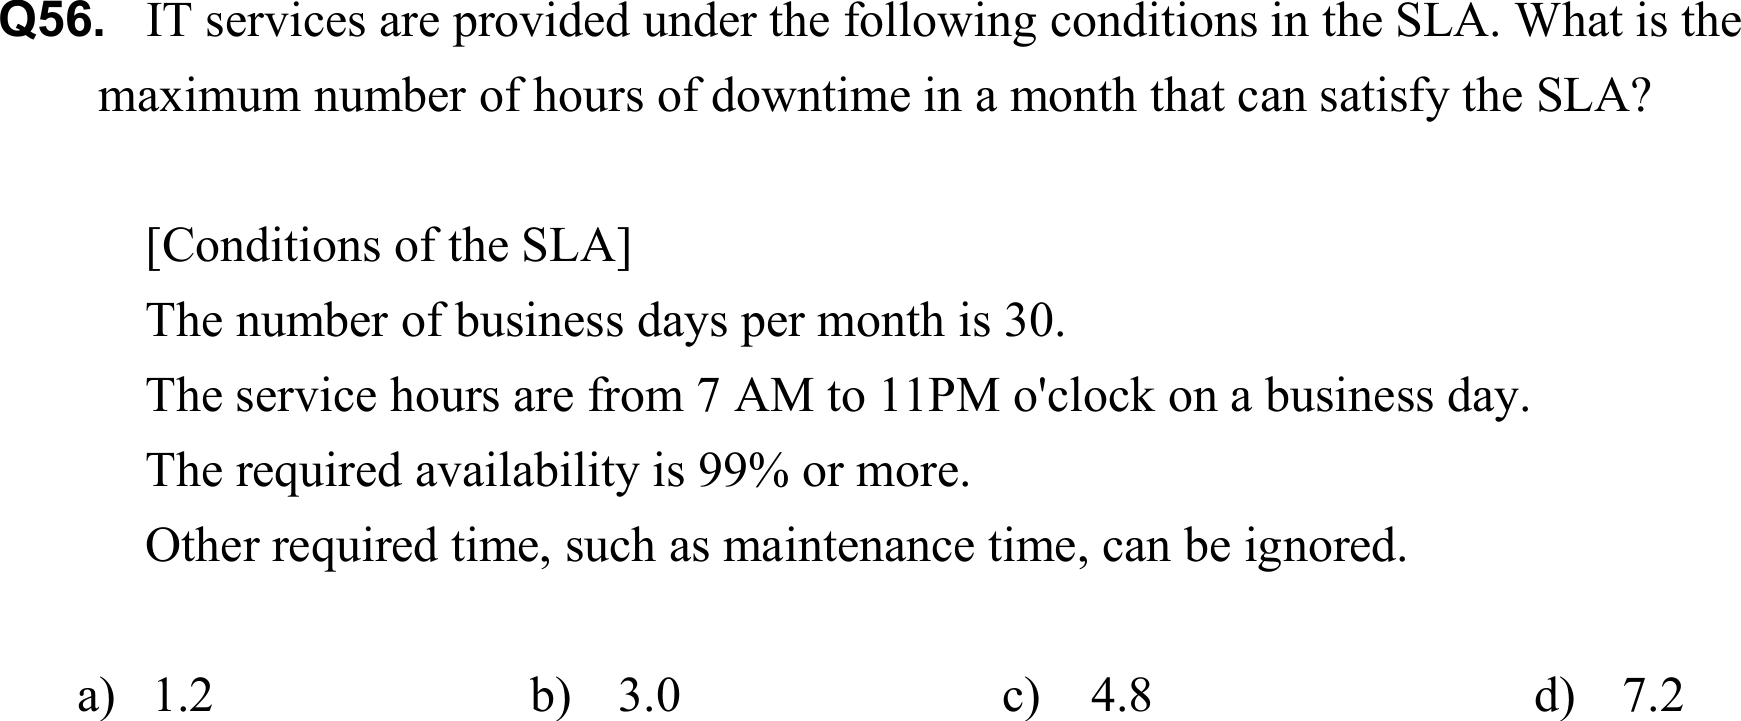 Q56. IT services are provided under the following conditions in the SLA. What is the
maximum number of hours of downtime in a month that can satisfy the SLA?
[Conditions of the SLA]
The number of business days per month is 30.
The service hours are from 7 AM to 11PM o'clock on a business day.
The required availability is 99% or more.
Other required time, such as maintenance time, can be ignored.
a) 1.2 b) 3.0 c) 4.8 d) 7.2